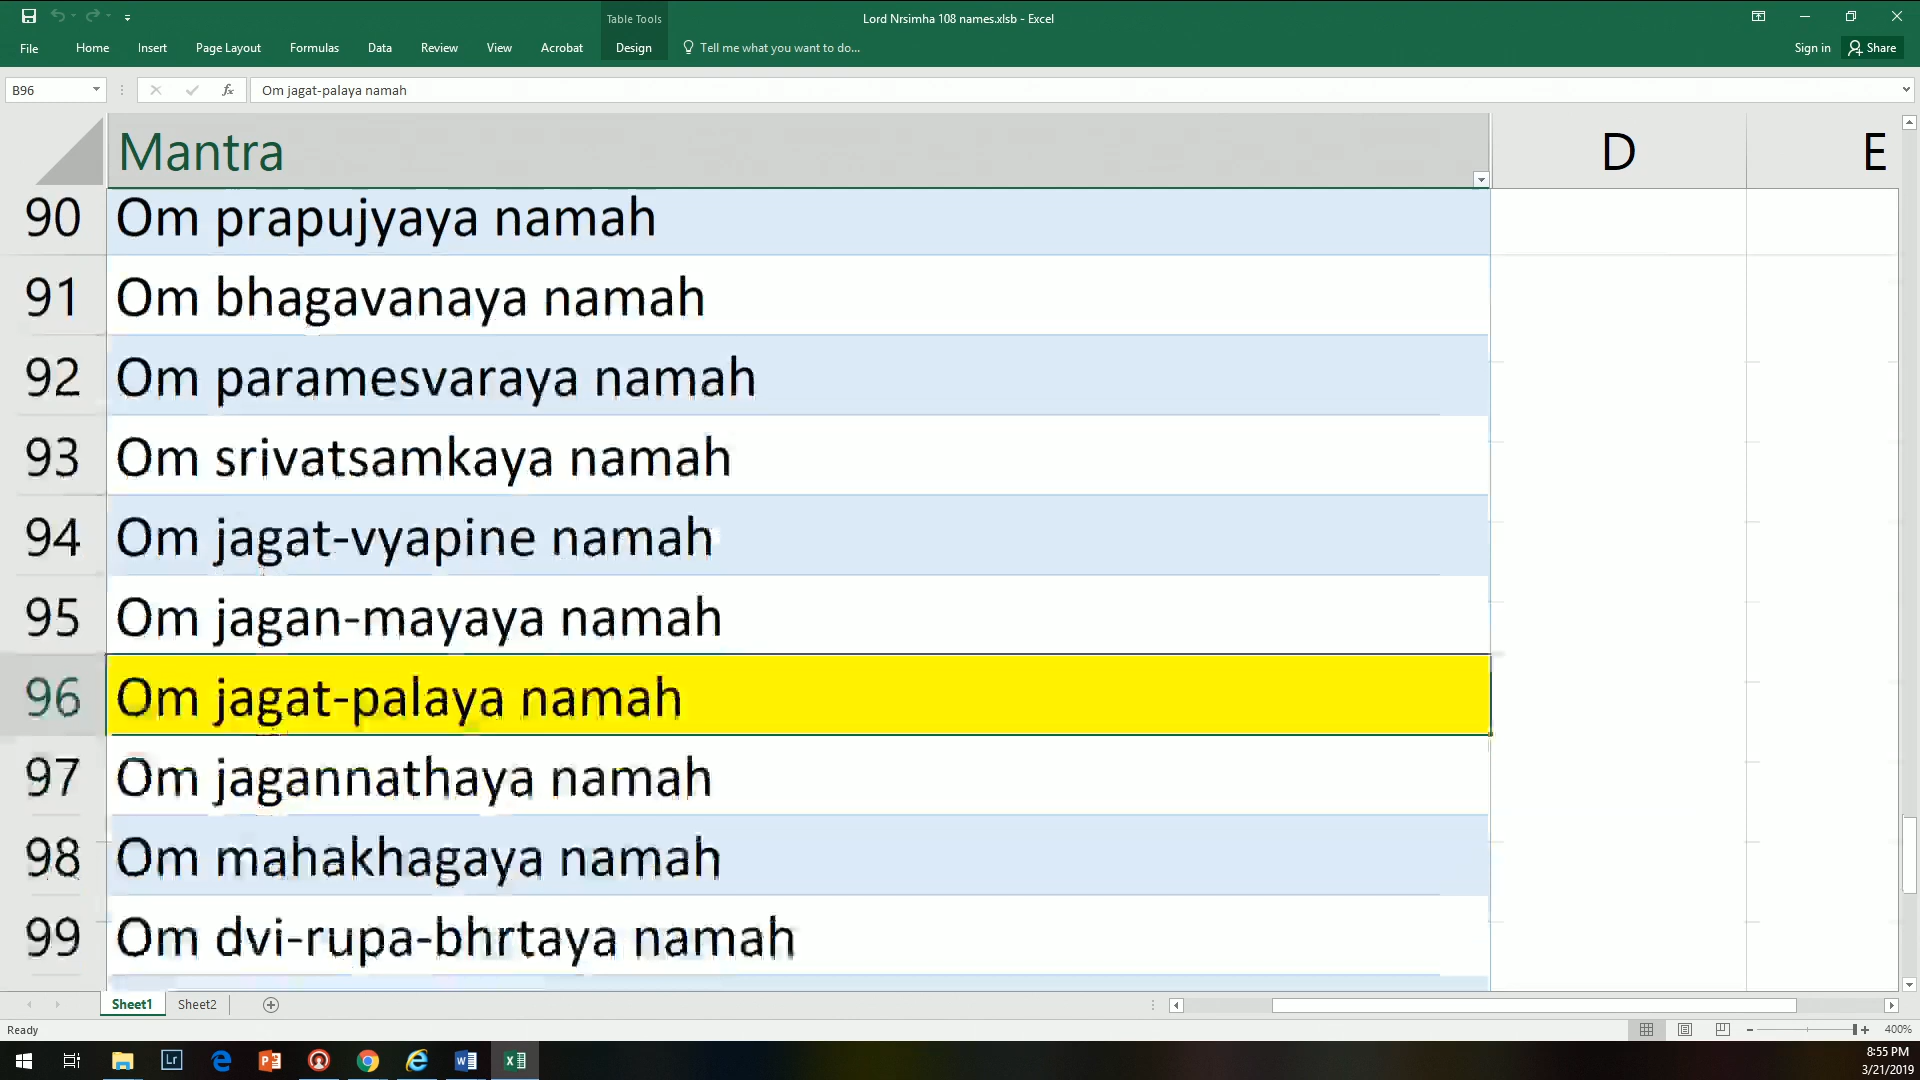 Table Tools
Lord Nrsimha 108 names.xlsb - Excel
File Home Insert Page Layout Formulas Data Review View Acrobat Design Tell me what you want to do... Sign in Share
B96 fx Om jagat-palaya namah
Mantra D E
90 Om prapujyaya namah
91 Om bhagavanaya namah
92 Om paramesvaraya namah
93 Om srivatsamkaya namah
94 Om jagat-vyapine namah
95 Om jagan-mayaya namah
96 Om jagat-palaya namah
97 Om jagannathaya namah
98 Om mahakhagaya namah
99 Om dvi-rupa-bhrtaya namah
Sheet1 Sheet2
Ready 400%
Lr
8:55 PM
3/21/2019